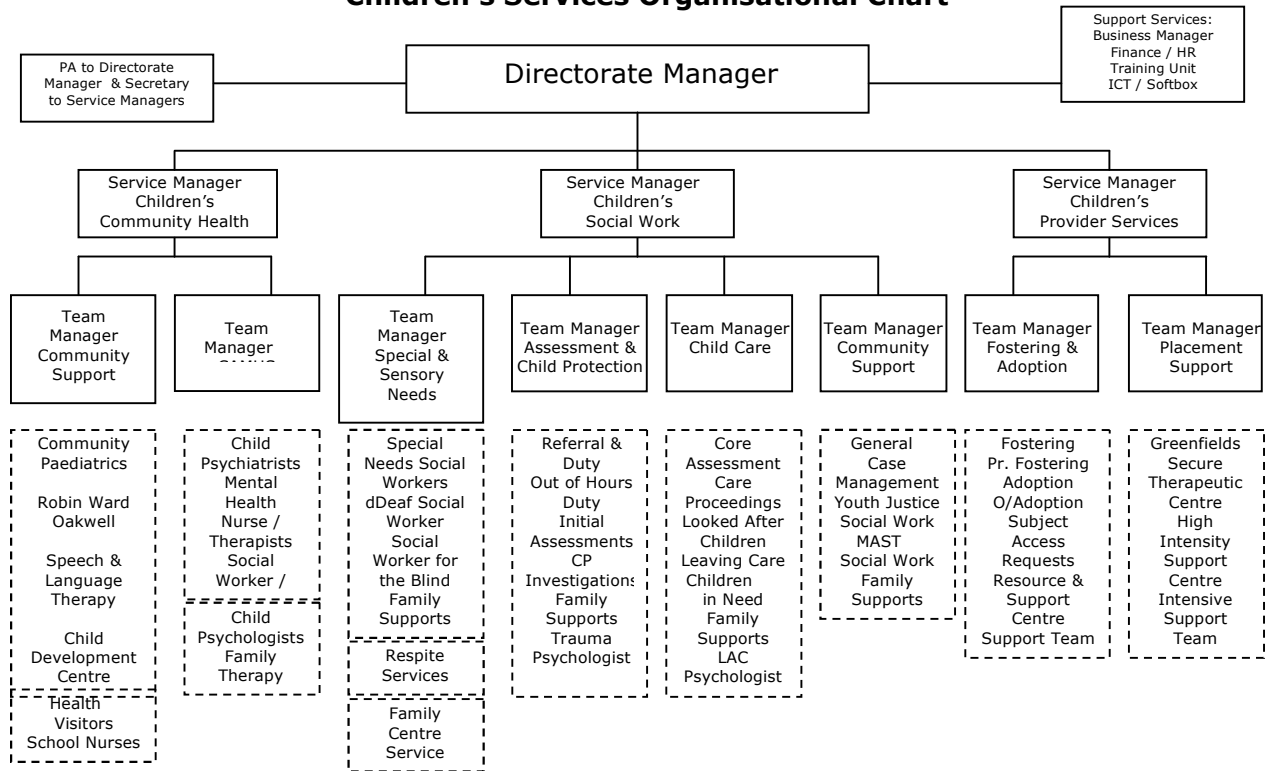 Children's Services Organisational Chart
Support Services:
Business Manager
Finance / HR
Training Unit
ICT / Softbox
PA to Directorate
Manager & Secretary
to Service Managers
Directorate Manager
Service Manager
Children's
Community Health
Service Manager
Children's
Social Work
Service Manager
Children's
Provider Services
Team
Manager
Community
Support
Team
Manager
Team
Manager
Special &
Sensory
Needs
Team Manager
Assessment &
Child Protection
Team Manager
Child Care
Team Manager
Community
Support
Team Manager
Fostering &
Adoption
Team Manager
Placement
Support
Community
Paediatrics
Robin Ward
Oakwell
Speech &
Language
Therapy
Child
Development
Centre
Health
Visitors
School Nurses
Child
Psychiatrists
Mental
Health
Nurse /
Therapists
Social
Worker /
Child
Psychologists
Family
Therapy
Special
Needs Social
Workers
dDeaf Social
Worker
Social
Worker for
the Blind
Family
Supports
Respite
Services
Family
Centre
Service
Referral &
Duty
Out of Hours
Duty
Initial
Assessments
CP
Investigations
Family
Supports
Trauma
Psychologist
Core
Assessment
Care
Proceedings
Looked After
Children
Leaving Care
Children
in Need
Family
Supports
LAC
Psychologist
General
Case
Management
Youth Justice
Social Work
MAST
Social Work
Family
Supports
Fostering
Pr. Fostering
Adoption
O/Adoption
Subject
Access
Requests
Resource &
Support
Centre
Support Team
Greenfields
Secure
Therapeutic
Centre
High
Intensity
Support
Centre
Intensive
Support
Team